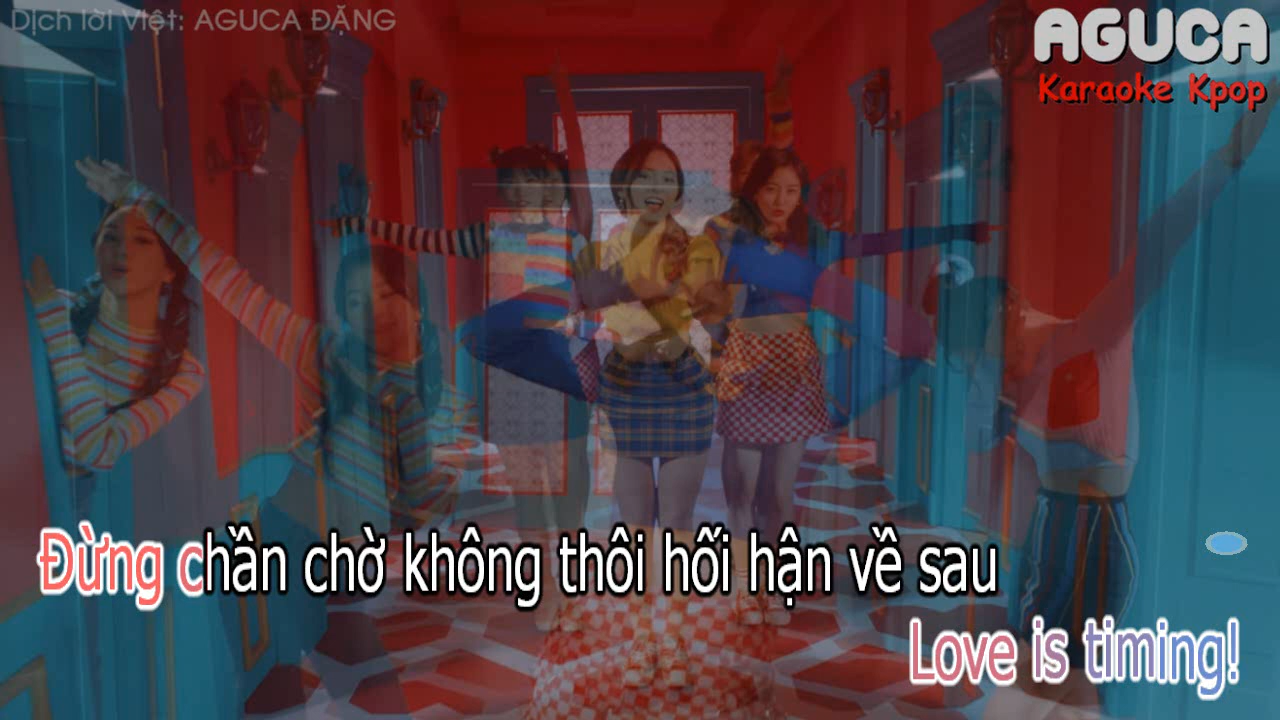 Dịch lời Việt: AGUCA ĐẶNG
AGUCA
Karaoke Kpop
Đừng chần chờ không thôi hối hận về sau
Love is timing!